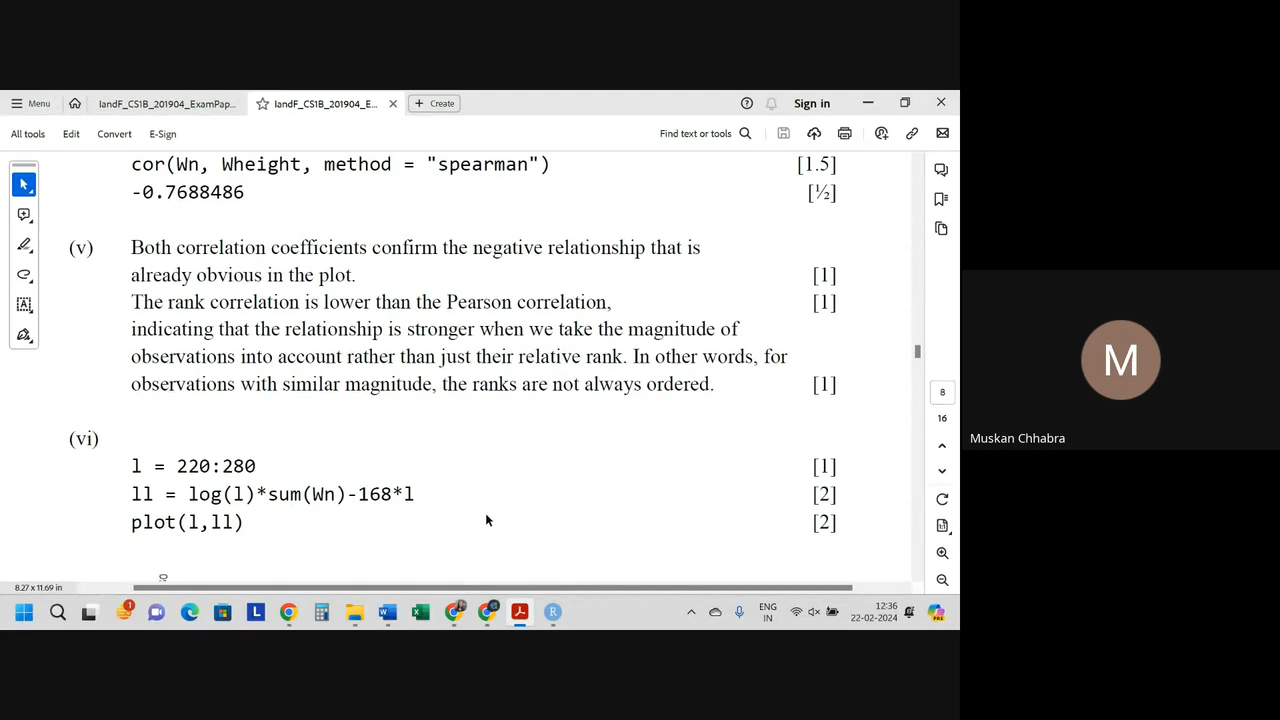 Menu
IandF_CS1B_201904_ExamPap...
IandF_CS1B_201904_E...
Create
Sign in
All tools
Edit
Convert
E-Sign
Find text or tools
cor(Wn, Wheight, method = "spearman") [1.5]
-0.7688486 [½]
(v) Both correlation coefficients confirm the negative relationship that is
already obvious in the plot. [1]
The rank correlation is lower than the Pearson correlation, [1]
indicating that the relationship is stronger when we take the magnitude of
observations into account rather than just their relative rank. In other words, for
observations with similar magnitude, the ranks are not always ordered. [1]
(vi)
l = 220:280 [1]
ll = log(l)*sum(Wn)-168*l [2]
plot(l,ll) [2]
8
16
8.27 x 11.69 in
ENG
IN
12:36
22-02-2024
M
Muskan Chhabra